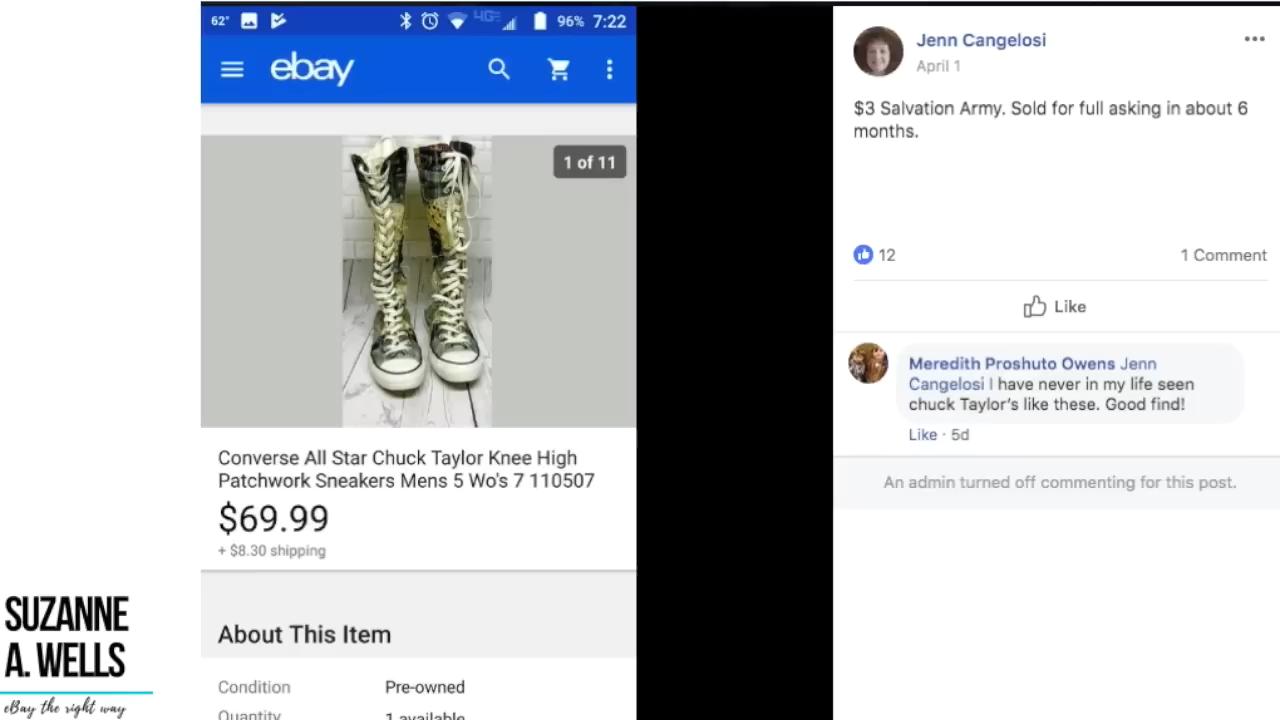 62°
4GE
96% 7:22
ebay
1 of 11
Converse All Star Chuck Taylor Knee High
Patchwork Sneakers Mens 5 Wo's 7 110507
$69.99
+ $8.30 shipping
About This Item
Condition Pre-owned
Quantity 1 available
Jenn Cangelosi
April 1
$3 Salvation Army. Sold for full asking in about 6
months.
12
1 Comment
Like
Meredith Proshuto Owens Jenn
Cangelosi I have never in my life seen
chuck Taylor's like these. Good find!
Like · 5d
An admin turned off commenting for this post.
SUZANNE
A. WELLS
eBay the right way